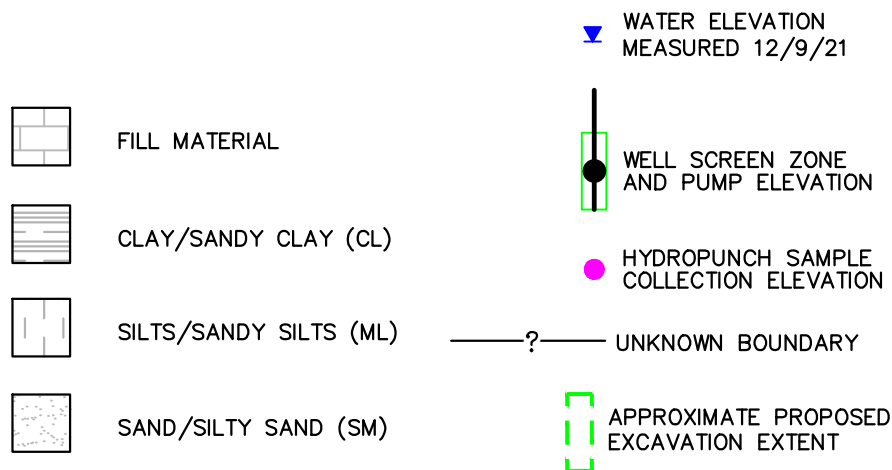 FILL MATERIAL
CLAY/SANDY CLAY (CL)
SILTS/SANDY SILTS (ML)
SAND/SILTY SAND (SM)
WATER ELEVATION
MEASURED 12/9/21
WELL SCREEN ZONE
AND PUMP ELEVATION
HYDROPUNCH SAMPLE
COLLECTION ELEVATION
?
UNKNOWN BOUNDARY
APPROXIMATE PROPOSED
EXCAVATION EXTENT